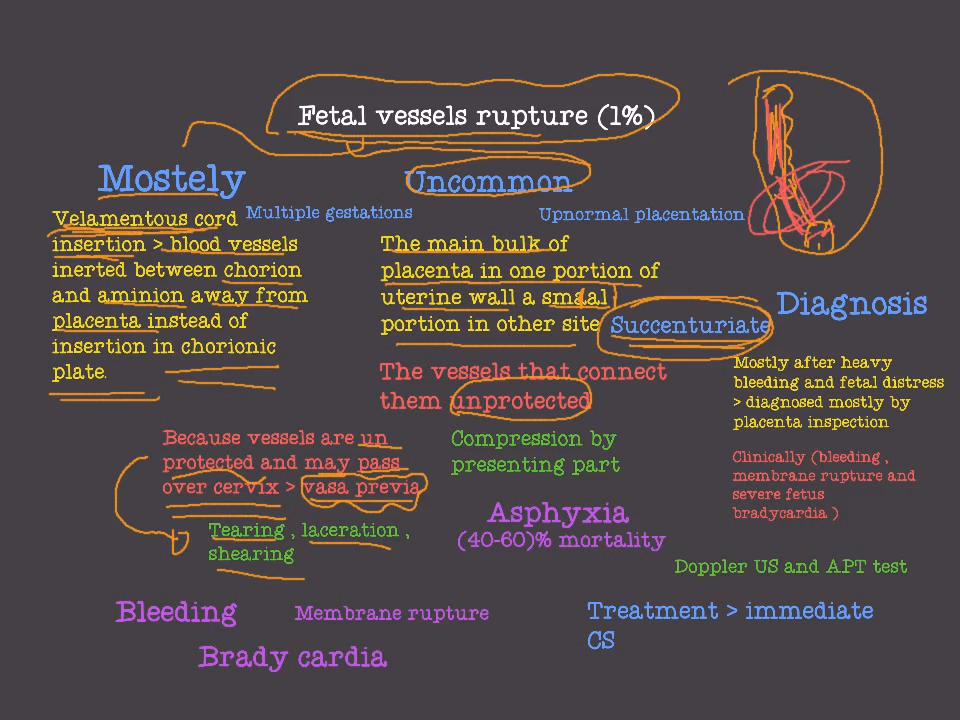 Fetal vessels rupture (1%)
Mostely
Uncommon
Multiple gestations
Upnormal placentation
Velamentous cord
insertion > blood vessels
inerted between chorion
and aminion away from
placenta instead of
insertion in chorionic
plate.
The main bulk of
placenta in one portion of
uterine wall a smaal
portion in other site
Succenturiate
Diagnosis
The vessels that connect
them unprotected
Mostly after heavy
bleeding and fetal distress
> diagnosed mostly by
placenta inspection
Because vessels are un
protected and may pass
over cervix > vasa previa
Compression by
presenting part
Clinically (bleeding ,
membrane rupture and
severe fetus
bradycardia )
Tearing , laceration ,
shearing
Asphyxia
(40-60)% mortality
Doppler US and APT test
Bleeding
Membrane rupture
Treatment > immediate
CS
Brady cardia